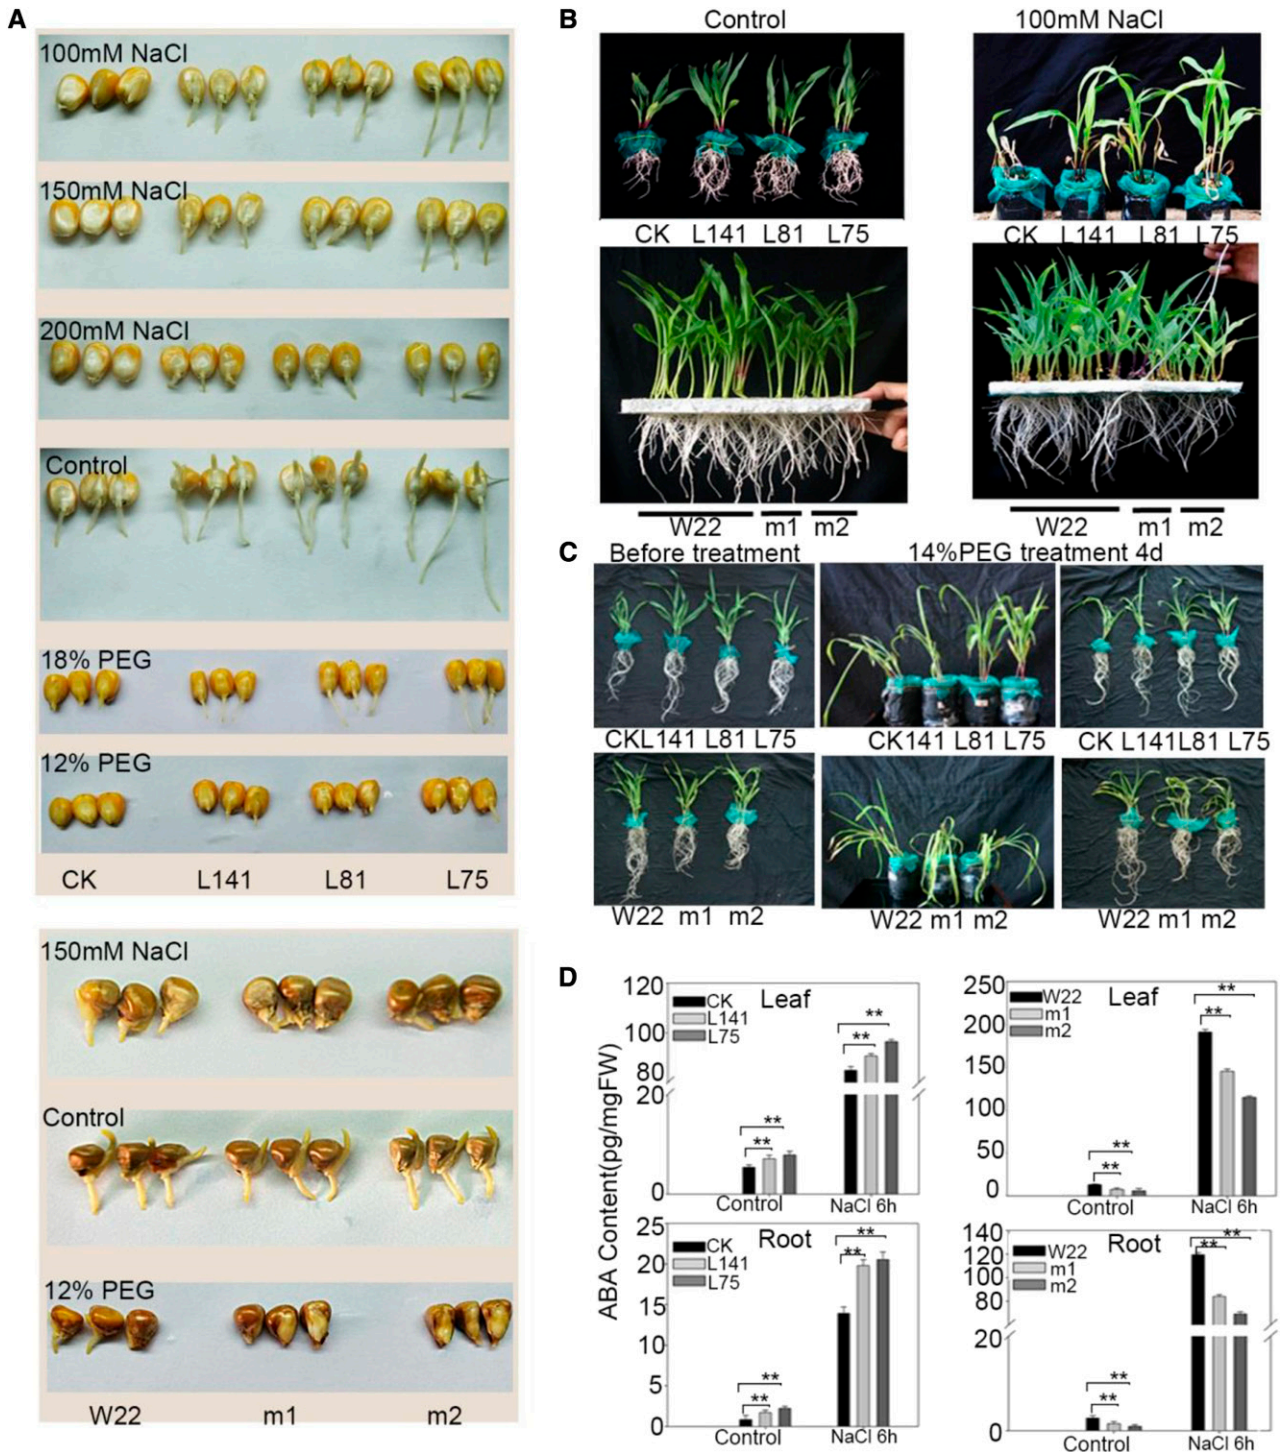 A
100mM NaCl
150mM NaCl
200mM NaCl
Control
18% PEG
12% PEG
CK L141 L81 L75
150mM NaCl
Control
12% PEG
W22 m1 m2
B
Control 100mM NaCl
CK L141 L81 L75 CK L141 L81 L75
W22 m1 m2 W22 m1 m2
C
Before treatment 14%PEG treatment 4d
CKL141 L81 L75 CK141 L81 L75 CK L141L81 L75
W22 m1 m2 W22 m1 m2 W22 m1 m2
D
ABA Content(pg/mgFW)
120
100
80
20
0
CK
L141
L75
Leaf
** **
** **
Control NaCl 6h
250
200
150
100
50
0
W22
m1
m2
Leaf
** **
** **
Control NaCl 6h
25
20
15
10
5
0
CK
L141
L75
Root
** **
** **
Control NaCl 6h
140
120
100
80
20
0
W22
m1
m2
Root
** **
** **
Control NaCl 6h